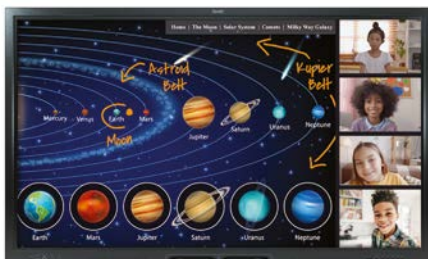 Home | The Moon | Solar System | Comets | Milky Way Galaxy
Astroid
Belt
Kupier
Belt
Mercury
Venus
Earth
Mars
Jupiter
Saturn
Uranus
Neptune
Moon
Earth
Mars
Jupiter
Saturn
Uranus
Neptune